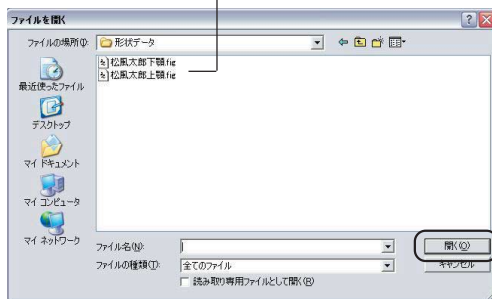 ファイルを開く
ファイルの場所(I):
形状データ
松風太郎下顎.fig
松風太郎上顎.fig
最近使ったファイル
デスクトップ
マイ ドキュメント
マイ コンピュータ
マイ ネットワーク
ファイル名(N):
開(O)
ファイルの種類(T):
全てのファイル
キャンセル
読み取り専用ファイルとして開く(R)